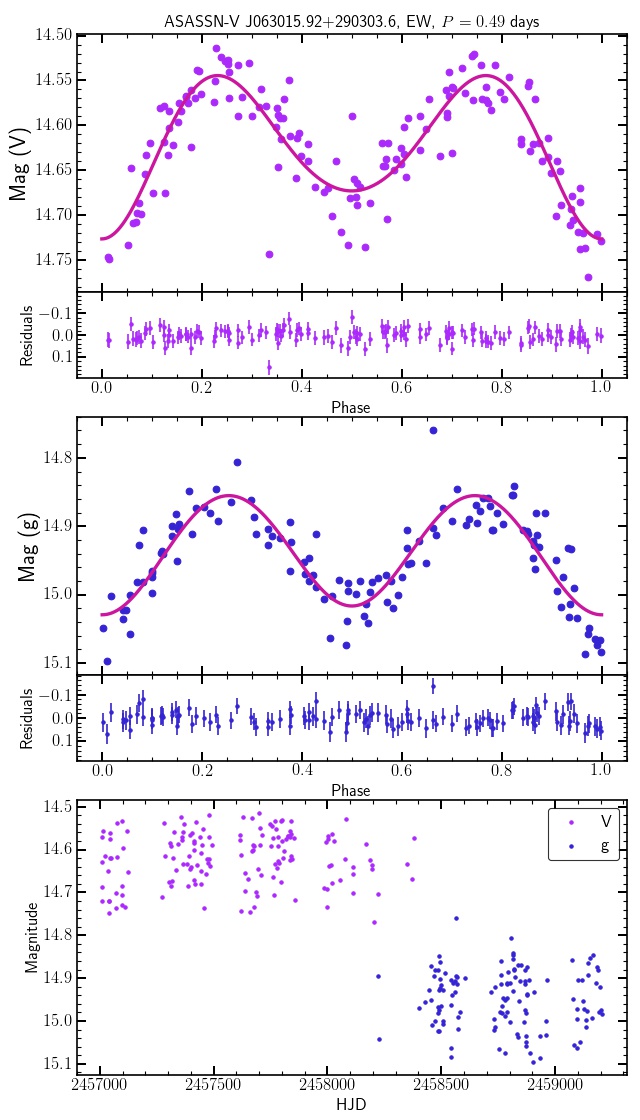 ASASSN-V J063015.92+290303.6, EW, P = 0.49 days
14.50
14.55
14.60
14.65
14.70
14.75
Mag (V)
−0.1
0.0
0.1
Residuals
0.0 0.2 0.4 0.6 0.8 1.0
Phase
14.8
14.9
15.0
15.1
Mag (g)
−0.1
0.0
0.1
Residuals
0.0 0.2 0.4 0.6 0.8 1.0
Phase
14.5
14.6
14.7
14.8
14.9
15.0
15.1
Magnitude
V
g
2457000 2457500 2458000 2458500 2459000
HJD